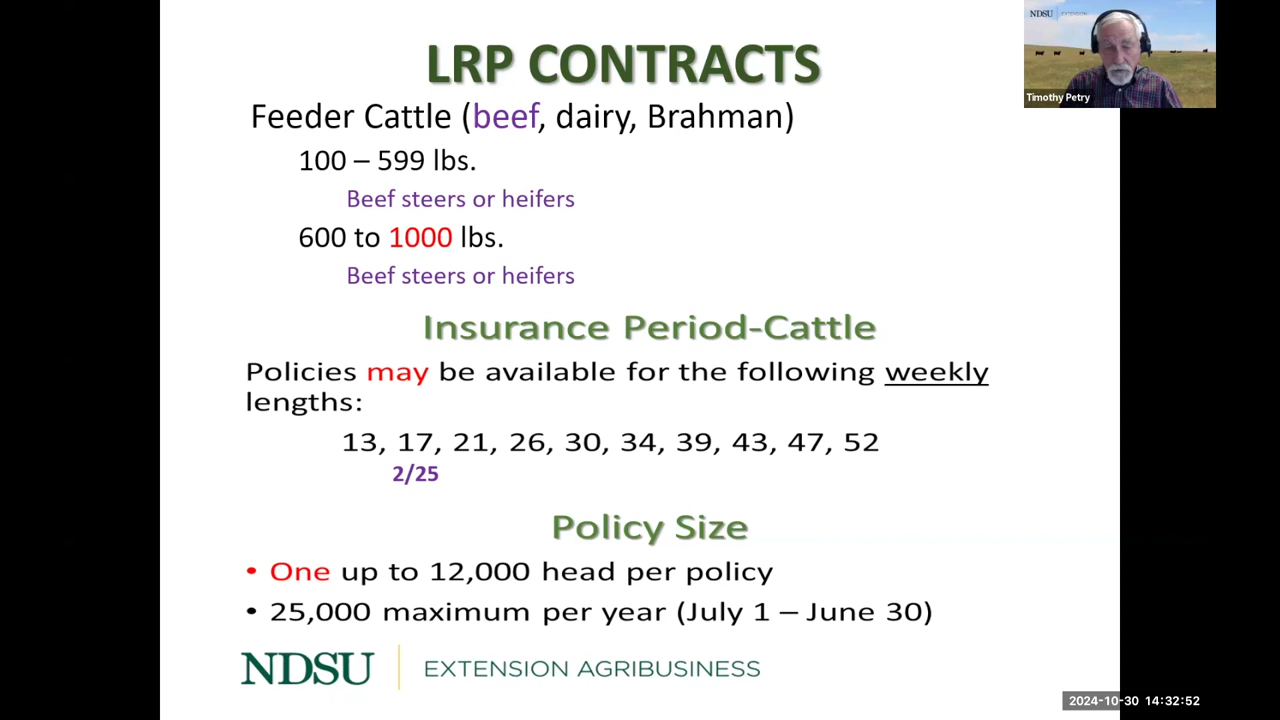 LRP CONTRACTS
Feeder Cattle (beef, dairy, Brahman)
100 – 599 lbs.
Beef steers or heifers
600 to 1000 lbs.
Beef steers or heifers
Insurance Period-Cattle
Policies may be available for the following weekly
lengths:
13, 17, 21, 26, 30, 34, 39, 43, 47, 52
2/25
Policy Size
• One up to 12,000 head per policy
• 25,000 maximum per year (July 1 – June 30)
NDSU EXTENSION AGRIBUSINESS
NDSU EXTENSION
Timothy Petry
2024-10-30 14:32:52